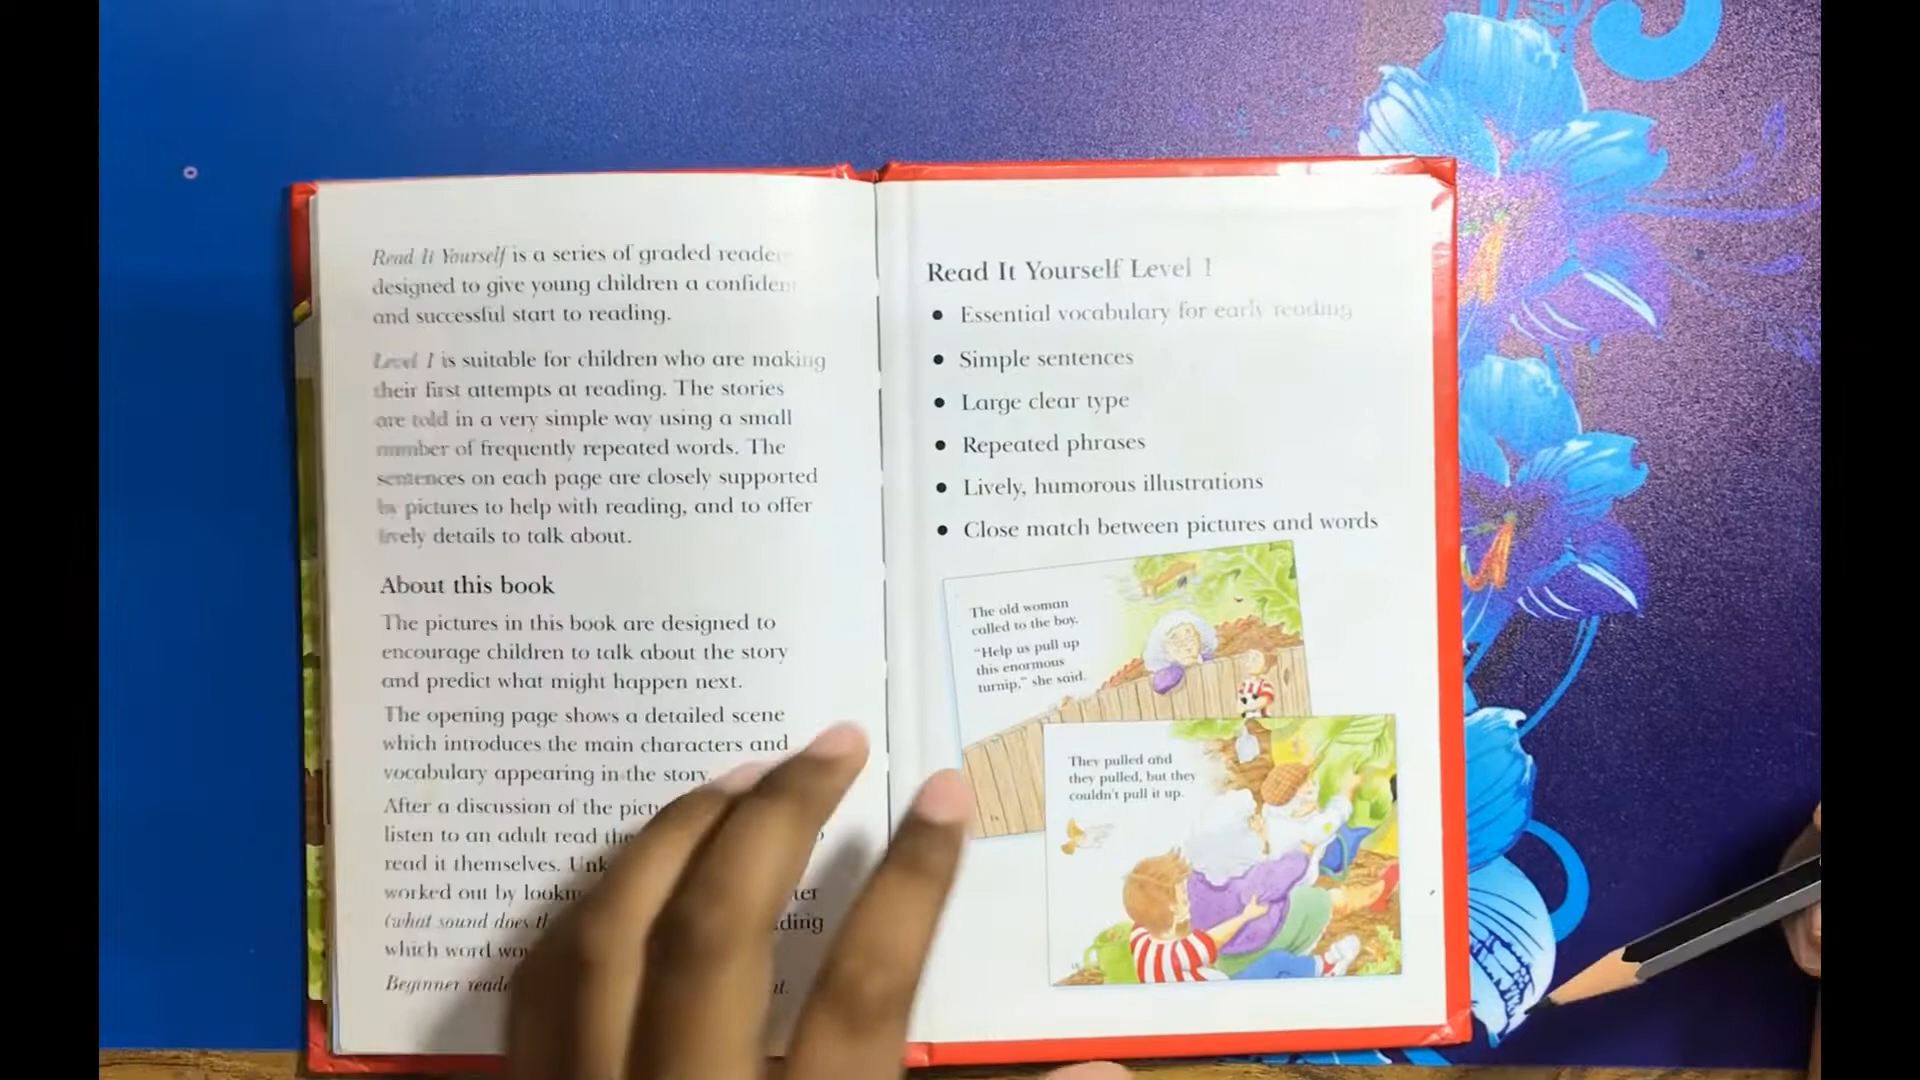 Read It Yourself is a series of graded
designed to give young children a
and successful start to reading.
Level 1 is suitable for children who are making
their first attempts at reading. The stories
are told in a very simple way using a small
number of frequently repeated words. The
sentences on each page are closely supported
by pictures to help with reading, and to offer
lively details to talk about.
About this book
The pictures in this book are designed to
encourage children to talk about the story
and predict what might happen next.
The opening page shows a detailed scene
which introduces the main characters and
vocabulary appearing in the story.
After a discussion of the
listen to an adult read
read it themselves.
worked out by
(what sound does
which word
Beginner
Read It Yourself Level 1
• Essential vocabulary for early reading
• Simple sentences
• Large clear type
• Repeated phrases
• Lively, humorous illustrations
• Close match between pictures and words
The old woman
called to the boy.
"Help us pull up
this enormous
turnip," she said.
They pulled and
they pulled, but they
couldn't pull it up.